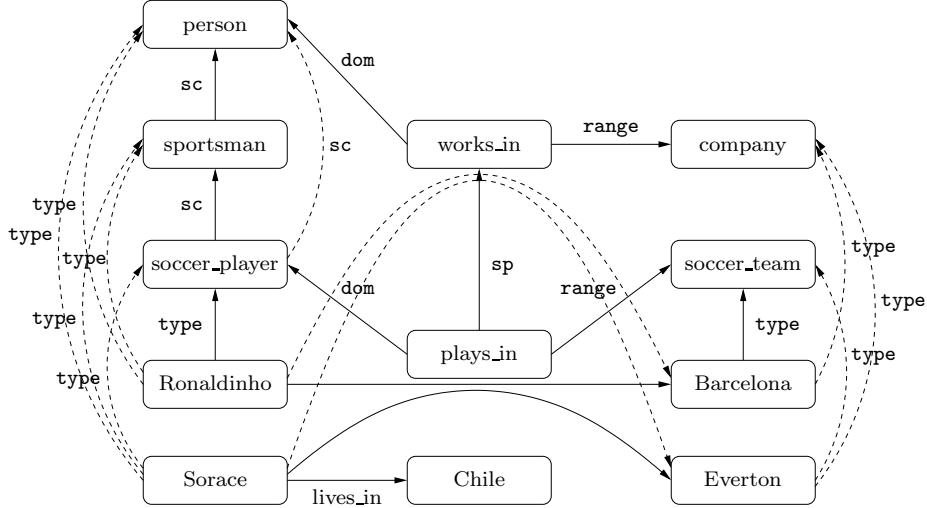 person
dom
sc
sportsman
sc
works_in
range
company
type
type
sc
type
type
soccer_player
dom
sp
range
soccer_team
type
type
type
type
type
type
Ronaldinho
plays_in
Barcelona
Sorace
lives_in
Chile
Everton